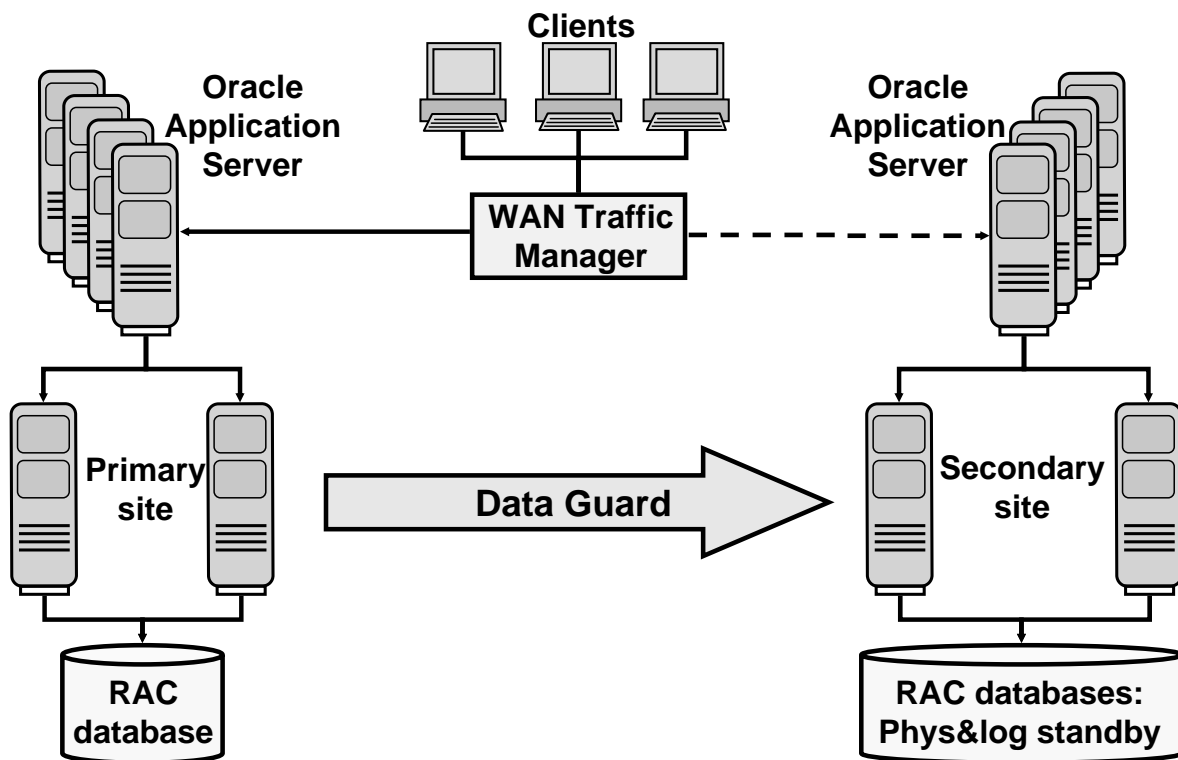 Clients
Oracle
Application
Server
Oracle
Application
Server
WAN Traffic
Manager
Primary
site
Data Guard
Secondary
site
RAC
database
RAC databases:
Phys&log standby